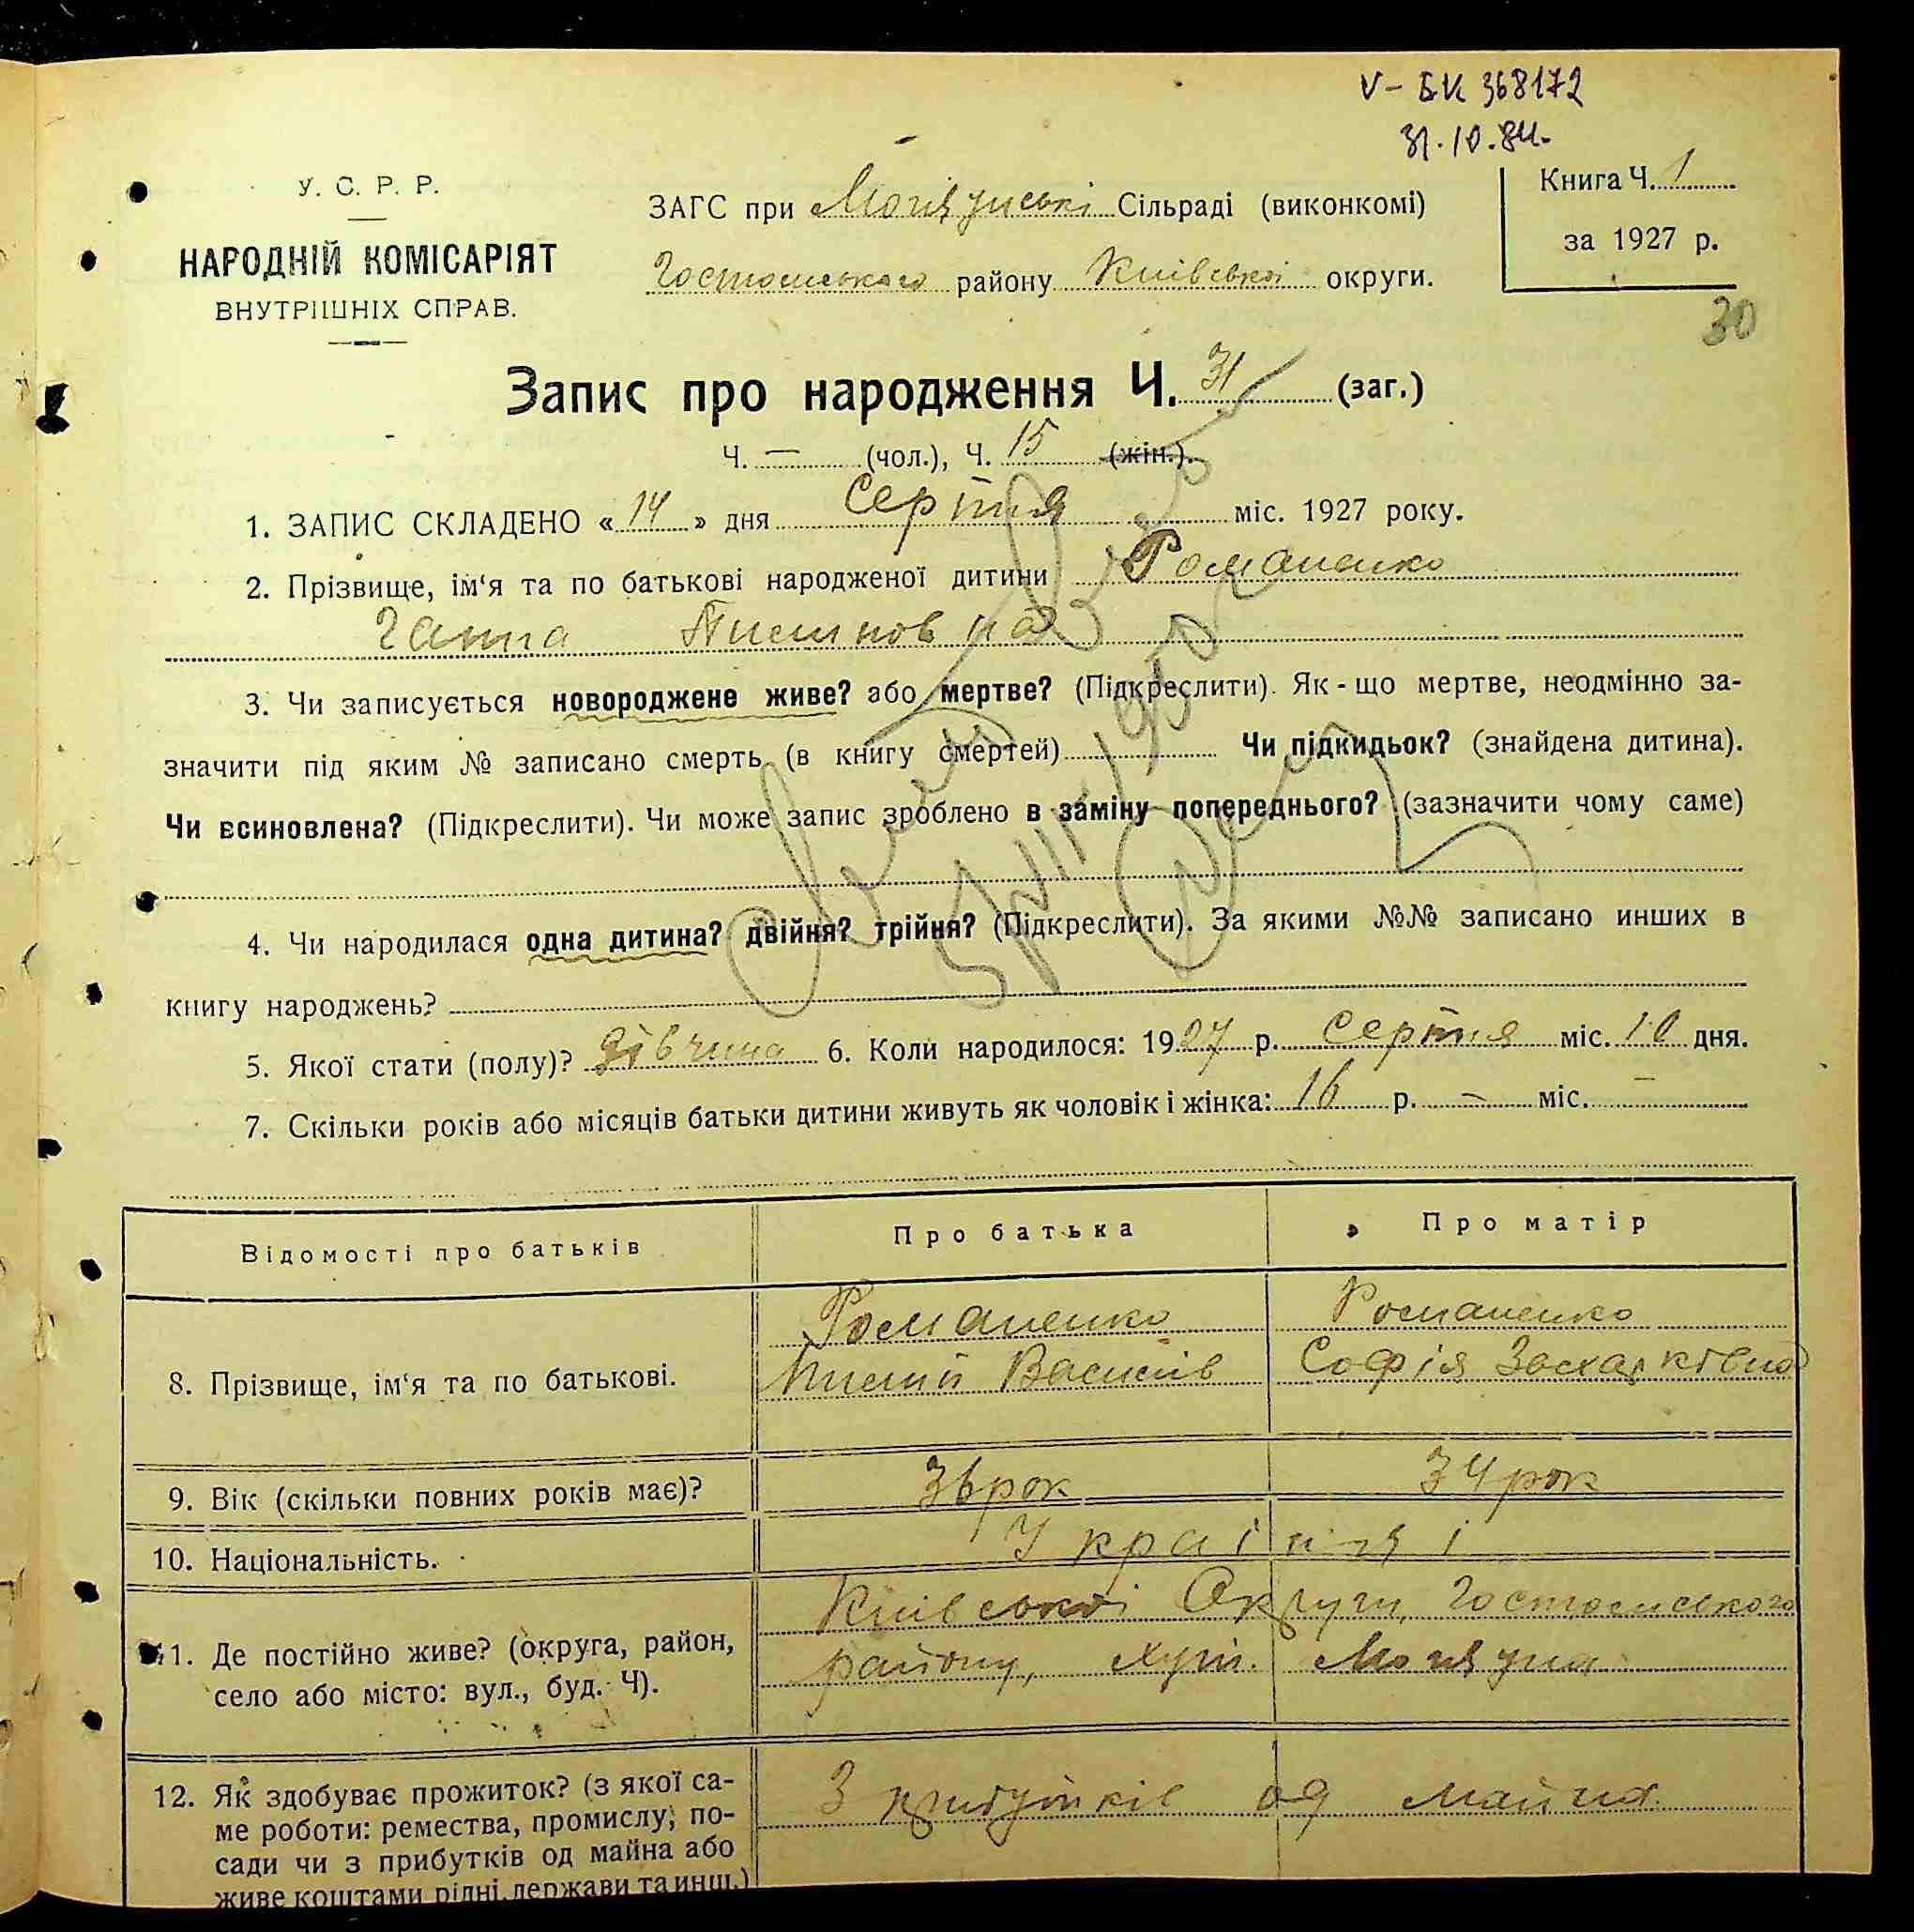 V - БК 368172
31.10.84.
У. С. Р. Р.
НАРОДНІЙ КОМІСАРІЯТ
ВНУТРІШНІХ СПРАВ.
ЗАГС при Сільраді (виконкомі)
Гостомського району Київської округи.
Книга Ч. 1
за 1927 р.
30
Запис про народження Ч. 31 (заг.)
Ч. — (чол.), Ч. 15 (жін.).
1. ЗАПИС СКЛАДЕНО « 14 » дня серпня міс. 1927 року.
2. Прізвище, ім'я та по батькові народженої дитини Романенко
Ганна
3. Чи записується новороджене живе? або мертве? (Підкреслити). Як-що мертве, неодмінно за-
значити під яким № записано смерть (в книгу смертей) Чи підкидьок? (знайдена дитина).
Чи всиновлена? (Підкреслити). Чи може запис зроблено в заміну попереднього? (зазначити чому саме)
4. Чи народилася одна дитина? двійня? трійня? (Підкреслити). За якими №№ записано инших в
книгу народжень?
5. Якої стати (полу)? дівчина 6. Коли народилося: 1927 р. серпня міс. 10 дня.
7. Скільки років або місяців батьки дитини живуть як чоловік і жінка: 16 р. — міс. —
Відомості про батьків
Про батька
Про матір
8. Прізвище, ім'я та по батькові.
Романенко
Василів
Романенко
Софія
9. Вік (скільки повних років має)?
36 рок
34 рок
10. Національність.
Українці
11. Де постійно живе? (округа, район,
село або місто: вул., буд. Ч).
Київської Округи, Гостомського
району, хут.
12. Як здобуває прожиток? (з якої са-
ме роботи: ремества, промислу, по-
сади чи з прибутків од майна або
живе коштами рідні, держави та инш.)
З прибутків од майна